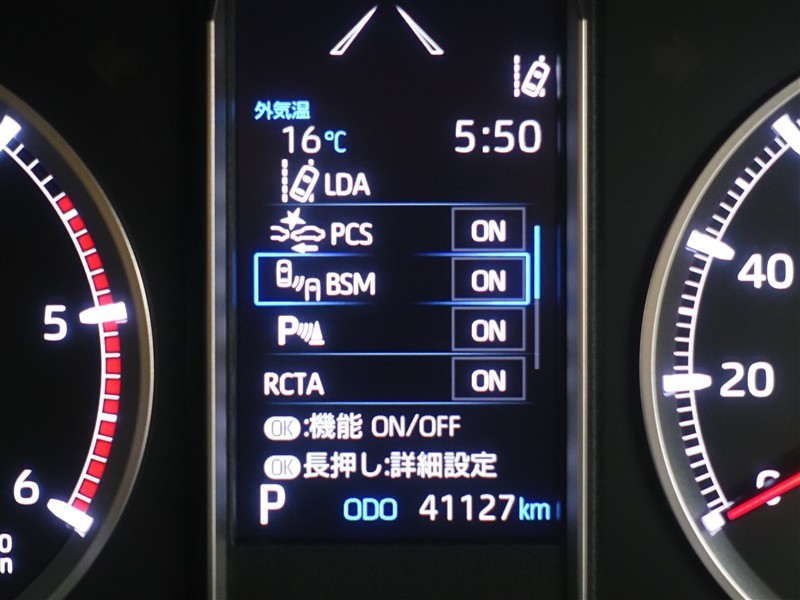 外気温
16℃ 5:50
LDA
PCS ON
BSM ON
P ON
RCTA ON
OK:機能 ON/OFF
OK長押し:詳細設定
P ODO 41127km
5
6
40
20
0